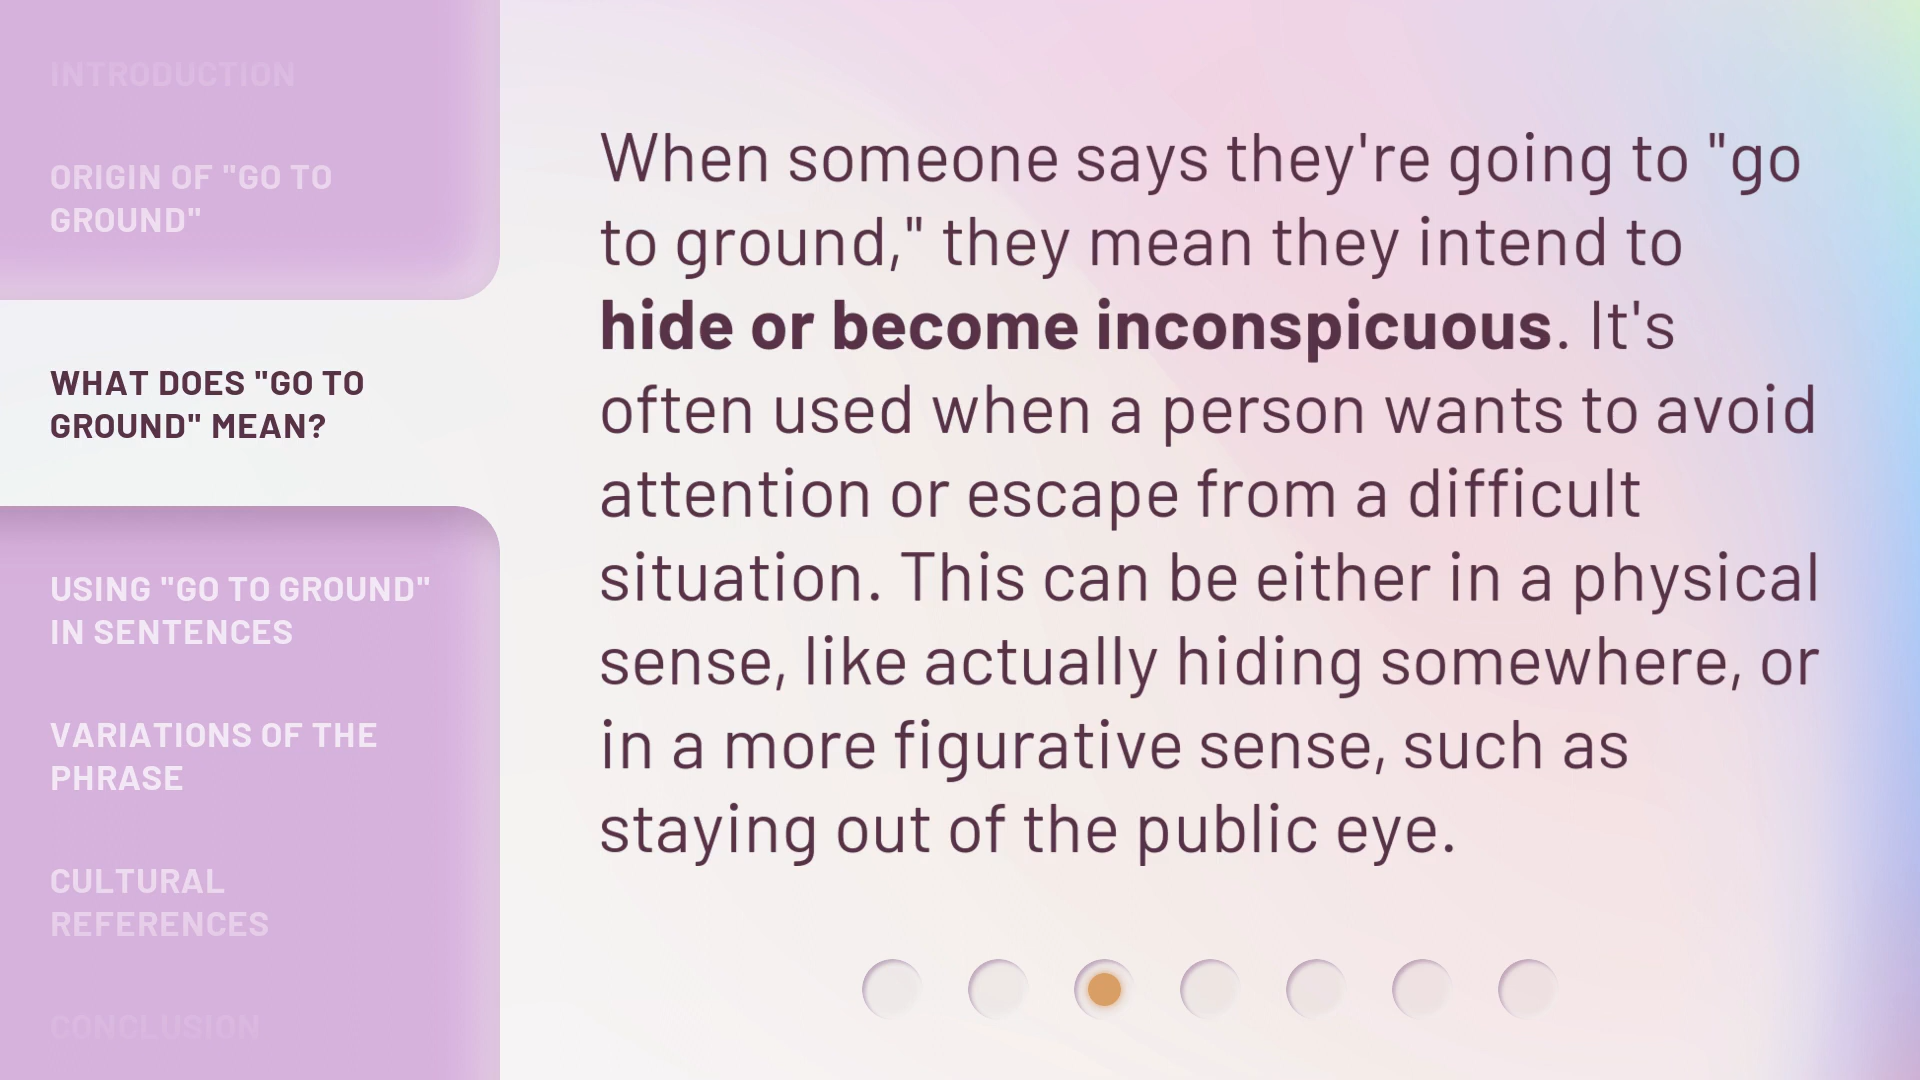 INTRODUCTION
ORIGIN OF "GO TO
GROUND"
WHAT DOES "GO TO
GROUND" MEAN?
USING "GO TO GROUND"
IN SENTENCES
VARIATIONS OF THE
PHRASE
CULTURAL
REFERENCES
CONCLUSION
When someone says they're going to "go
to ground," they mean they intend to
hide or become inconspicuous. It's
often used when a person wants to avoid
attention or escape from a difficult
situation. This can be either in a physical
sense, like actually hiding somewhere, or
in a more figurative sense, such as
staying out of the public eye.